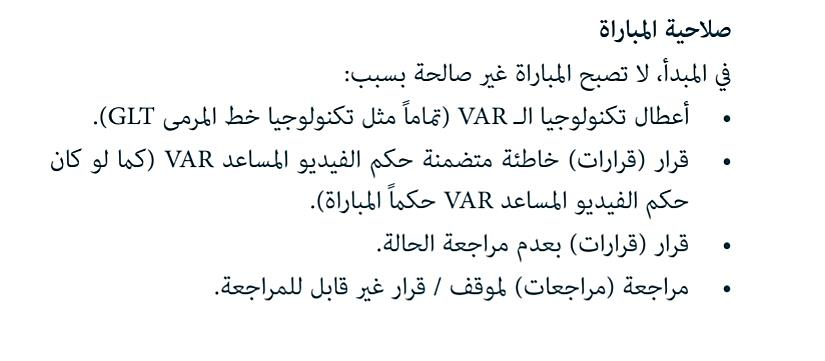 صلاحية المباراة
في المبدأ، لا تصبح المباراة غير صالحة بسبب:
• أعطال تكنولوجيا الـ VAR (تماماً مثل تكنولوجيا خط المرمى GLT).
• قرار (قرارات) خاطئة متضمنة حكم الفيديو المساعد VAR (كما لو كان
حكم الفيديو المساعد VAR حكماً المباراة).
• قرار (قرارات) بعدم مراجعة الحالة.
• مراجعة (مراجعات) لموقف / قرار غير قابل للمراجعة.